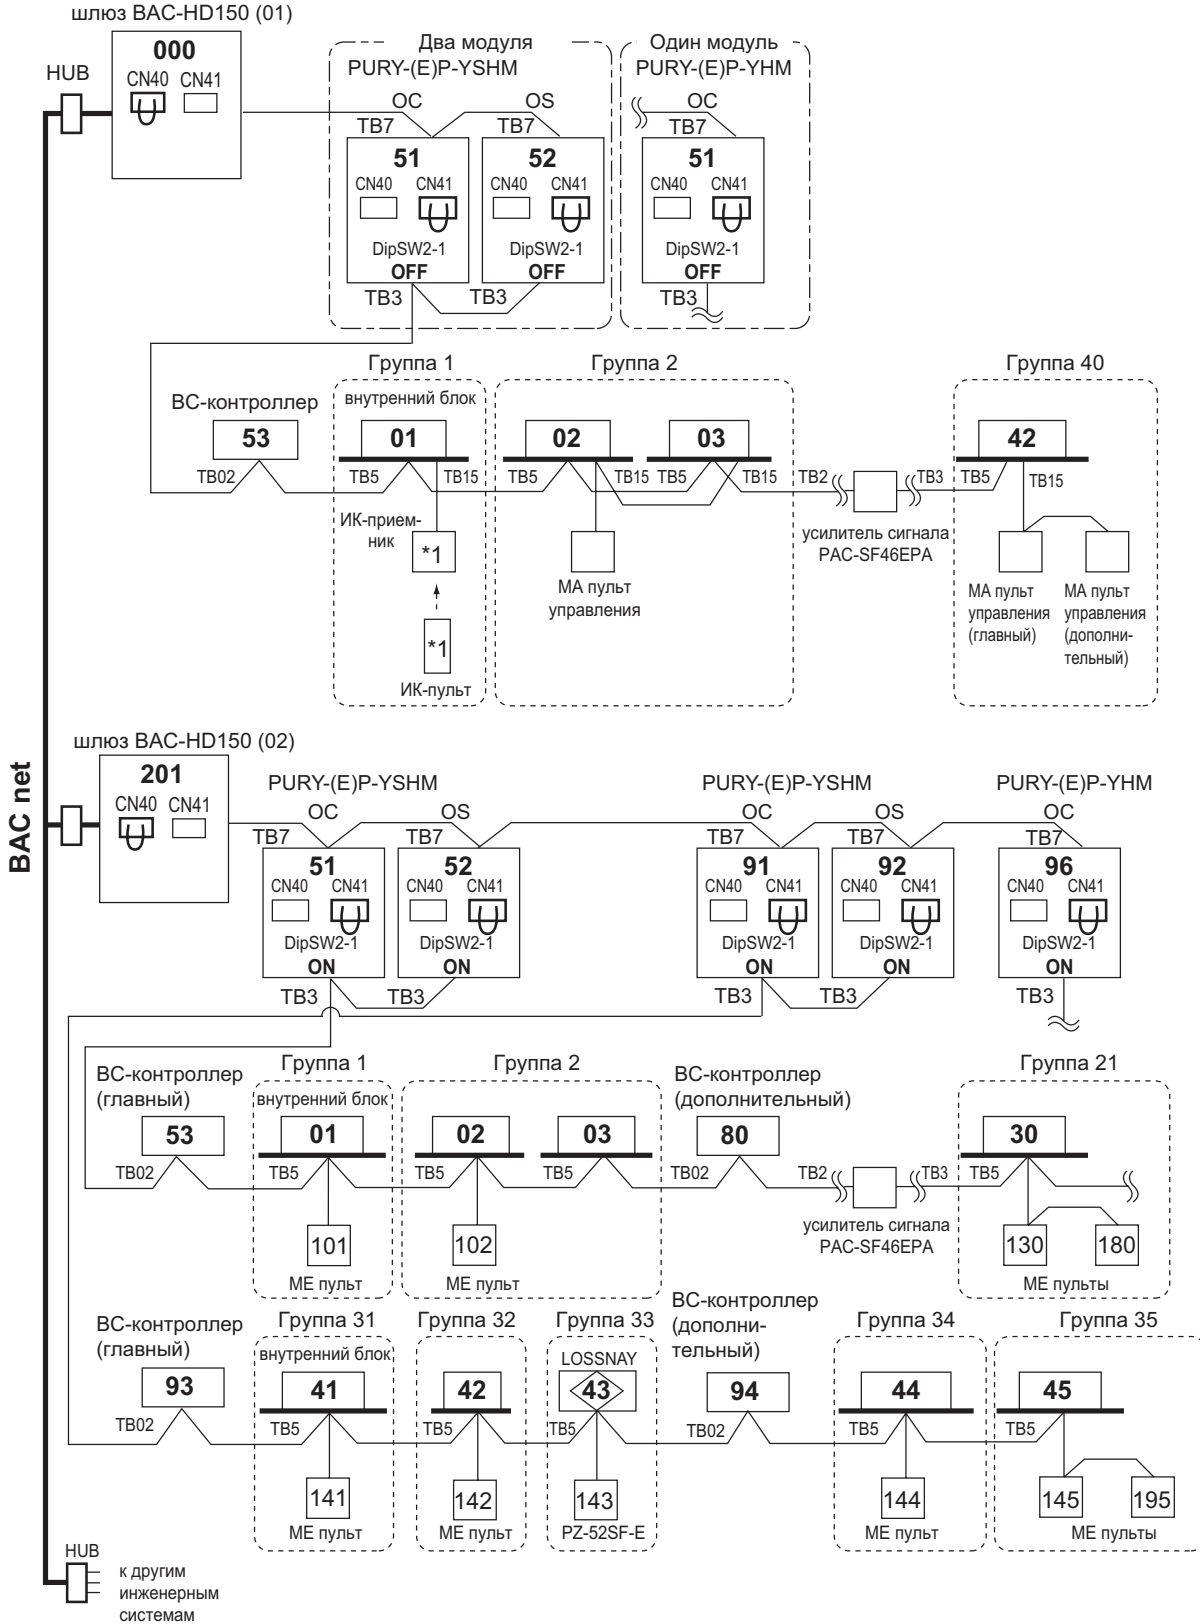 шлюз BAC-HD150 (01)
000
CN40 CN41
HUB
Два модуля
PURY-(E)P-YSHM
Один модуль
PURY-(E)P-YHM
OC OS OC
TB7 TB7 TB7
51 52 51
CN40 CN41 CN40 CN41 CN40 CN41
DipSW2-1 DipSW2-1 DipSW2-1
OFF OFF OFF
TB3 TB3 TB3
Группа 1 Группа 2 Группа 40
BC-контроллер
внутренний блок
53 01 02 03 42
TB02 TB5 TB15 TB5 TB15 TB5 TB15 TB2 TB3 TB5 TB15
ИК-прием-
ник
*1
усилитель сигнала
PAC-SF46EPA
МА пульт
управления
МА пульт
управления
(главный)
МА пульт
управления
(дополни-
тельный)
*1
ИК-пульт
BAC net
шлюз BAC-HD150 (02)
201
CN40 CN41
PURY-(E)P-YSHM PURY-(E)P-YSHM PURY-(E)P-YHM
OC OS OC OS OC
TB7 TB7 TB7 TB7 TB7
51 52 91 92 96
CN40 CN41 CN40 CN41 CN40 CN41 CN40 CN41 CN40 CN41
DipSW2-1 DipSW2-1 DipSW2-1 DipSW2-1 DipSW2-1
ON ON ON ON ON
TB3 TB3 TB3 TB3 TB3
Группа 1 Группа 2 Группа 21
BC-контроллер
(главный)
внутренний блок
BC-контроллер
(дополнительный)
53 01 02 03 80 30
TB02 TB5 TB5 TB5 TB02 TB2 TB3 TB5
усилитель сигнала
PAC-SF46EPA
101 102 130 180
МЕ пульт МЕ пульт МЕ пульты
Группа 31 Группа 32 Группа 33 Группа 34 Группа 35
BC-контроллер
(главный)
внутренний блок
LOSSNAY
BC-контроллер
(дополни-
тельный)
93 41 42 43 94 44 45
TB02 TB5 TB5 TB5 TB02 TB5 TB5
141 142 143 144 145 195
МЕ пульт МЕ пульт PZ-52SF-E МЕ пульт МЕ пульты
HUB
к другим
инженерным
системам